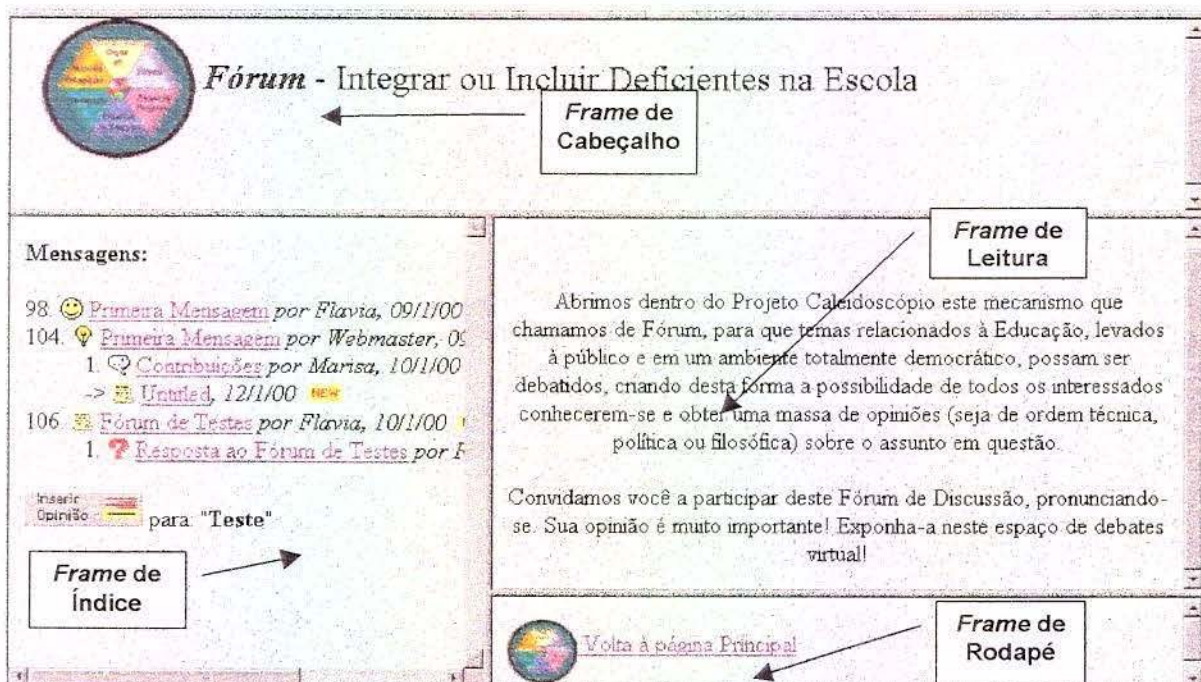 Fórum - Integrar ou Incluir Deficientes na Escola
Frame de
Cabeçalho
Mensagens:
98. Primeira Mensagem por Flavia, 09/1/00
104. Primeira Mensagem por Webmaster, 09
1. Contribuições por Marisa, 10/1/00
-> Untitled, 12/1/00 NEW
106. Fórum de Testes por Flávia, 10/1/00
1. Resposta ao Fórum de Testes por F
Inserir
Opinião para: "Teste"
Frame de
Índice
Frame de
Leitura
Abrimos dentro do Projeto Caleidoscópio este mecanismo que
chamamos de Fórum, para que temas relacionados à Educação, levados
à público e em um ambiente totalmente democrático, possam ser
debatidos, criando desta forma a possibilidade de todos os interessados
conhecerem-se e obter uma massa de opiniões (seja de ordem técnica,
política ou filosófica) sobre o assunto em questão.
Convidamos você a participar deste Fórum de Discussão, pronunciando-
se. Sua opinião é muito importante! Exponha-a neste espaço de debates
virtual!
Volta à página Principal
Frame de
Rodapé